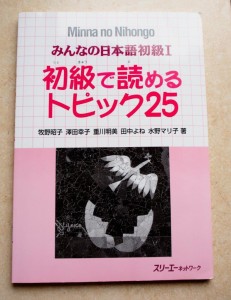 Minna no Nihongo
みんなの日本語初級Ⅰ
初級で読める
トピック25
牧野昭子 澤田幸子 重川明美 田中よね 水野マリ子 著
スリーエーネットワーク